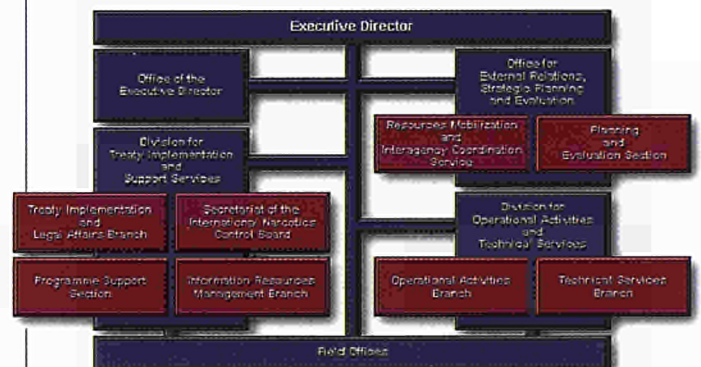 Executive Director
Office of the
Executive Director
Office for
External Relations,
Strategic Planning
and Evaluation
Resources Mobilization
and
Interagency Coordination
Service
Planning
and
Evaluation Section
Division for
Treaty Implementation
and
Support Services
Treaty Implementation
and
Legal Affairs Branch
Secretariat of the
International Narcotics
Control Board
Programme Support
Section
Information Resources
Management Branch
Division for
Operational Activities
and
Technical Services
Operational Activities
Branch
Technical Services
Branch
Field Offices